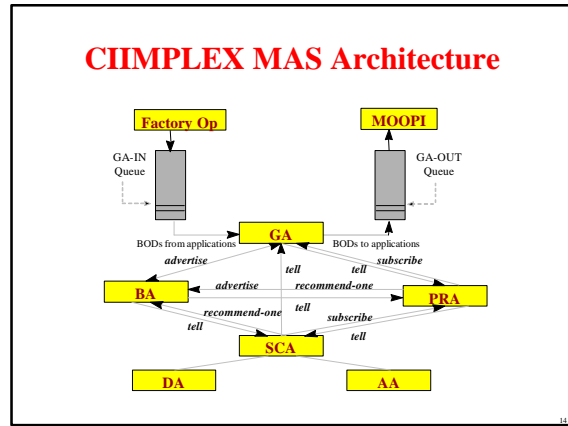 CIIMPLEX MAS Architecture
Factory Op
MOOPI
GA-IN
Queue
GA-OUT
Queue
GA
BODs from applications
BODs to applications
advertise
subscribe
tell
tell
advertise
recommend-one
BA
PRA
tell
recommend-one
subscribe
tell
tell
SCA
DA
AA
14